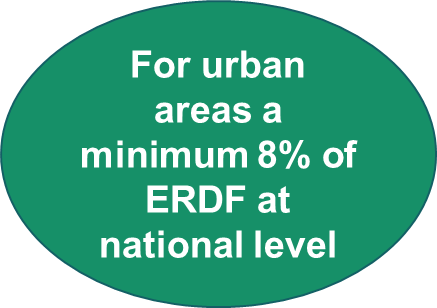 For urban
areas a
minimum 8% of
ERDF at
national level